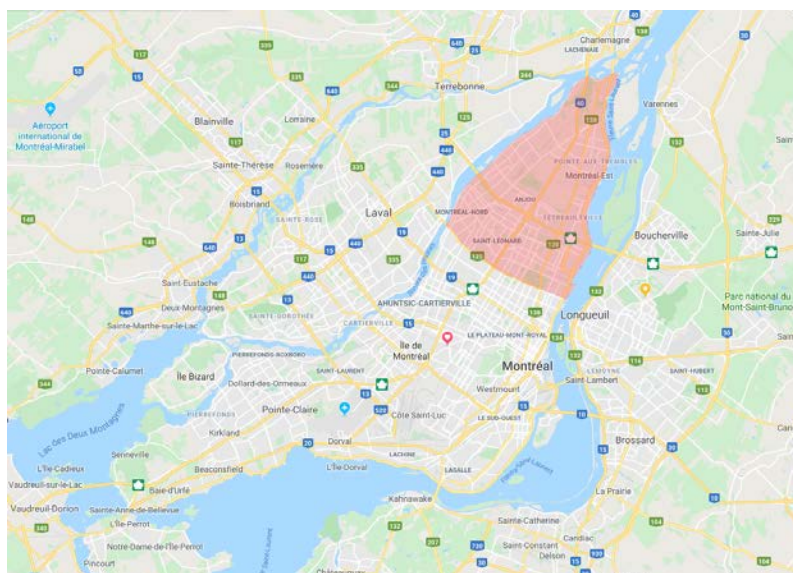 Charlemagne
LACHENAIE
Terrebonne
Varennes
Blainville
Lorraine
Aéroport
international de
Montréal-Mirabel
Sainte-Thérèse
Rosemère
POINTE-AUX-TREMBLES
Montréal-Est
Boisbriand
SAINTE-ROSE
Laval
MONTRÉAL-NORD
ANJOU
TÉTREAULTVILLE
SAINT-LÉONARD
Boucherville
Sainte-Julie
Saint-Eustache
Deux-Montagnes
Sainte-Marthe-sur-le-Lac
SAINTE-DOROTHÉE
AHUNTSIC-CARTIERVILLE
CARTIERVILLE
Parc national du
Mont-Saint-Bruno
Longueuil
LE PLATEAU-MONT-ROYAL
Île de
Montréal
PIERREFONDS-ROXBORO
Pointe-Calumet
Île Bizard
SAINT-LAURENT
Dollard-des-Ormeaux
Montréal
LEMOYNE
SAINT-HUBERT
Saint-Lambert
Westmount
Lac des Deux Montagnes
PIERREFONDS
Pointe-Claire
Côte Saint-Luc
LE SUD-OUEST
Kirkland
Dorval
Brossard
Senneville
L'Île-Cadieux
Beaconsfield
L'Île-Dorval
LACHINE
LASALLE
Vaudreuil-sur-le-Lac
Baie-d'Urfé
Vaudreuil-Dorion
Sainte-Anne-de-Bellevue
Kahnawake
La Prairie
L'Île-Perrot
Sainte-Catherine
Candiac
Notre-Dame-de-l'Île-Perrot
Saint-Constant
Delson
Pincourt